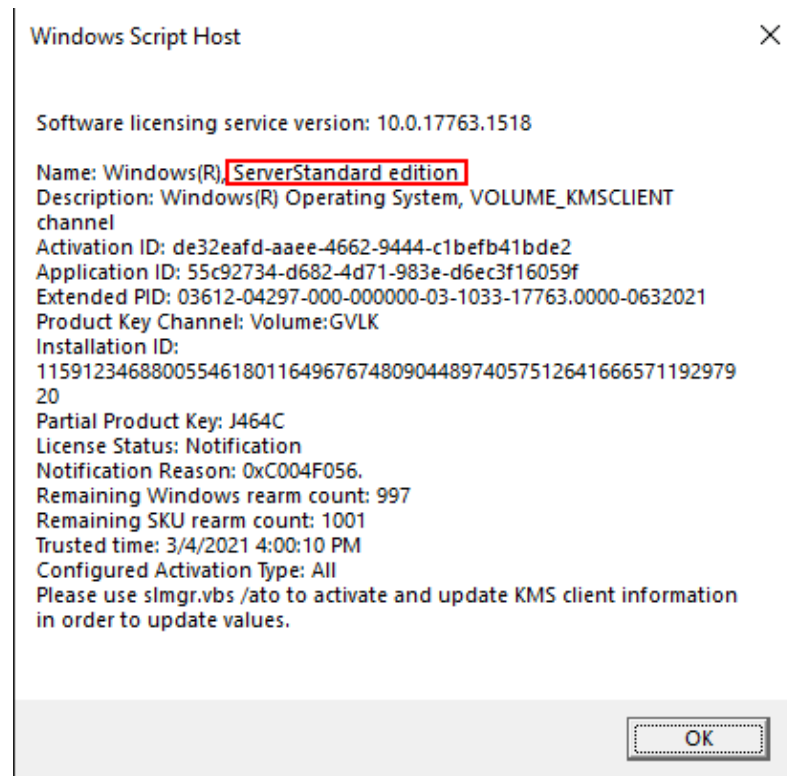 Windows Script Host
Software licensing service version: 10.0.17763.1518
Name: Windows(R), ServerStandard edition
Description: Windows(R) Operating System, VOLUME_KMSCLIENT
channel
Activation ID: de32eafd-aaee-4662-9444-c1befb41bde2
Application ID: 55c92734-d682-4d71-983e-d6ec3f16059f
Extended PID: 03612-04297-000-000000-03-1033-17763.0000-0632021
Product Key Channel: Volume:GVLK
Installation ID:
1159123468800554618011649676748090448974057512641666571192979
20
Partial Product Key: J464C
License Status: Notification
Notification Reason: 0xC004F056.
Remaining Windows rearm count: 997
Remaining SKU rearm count: 1001
Trusted time: 3/4/2021 4:00:10 PM
Configured Activation Type: All
Please use slmgr.vbs /ato to activate and update KMS client information
in order to update values.
OK